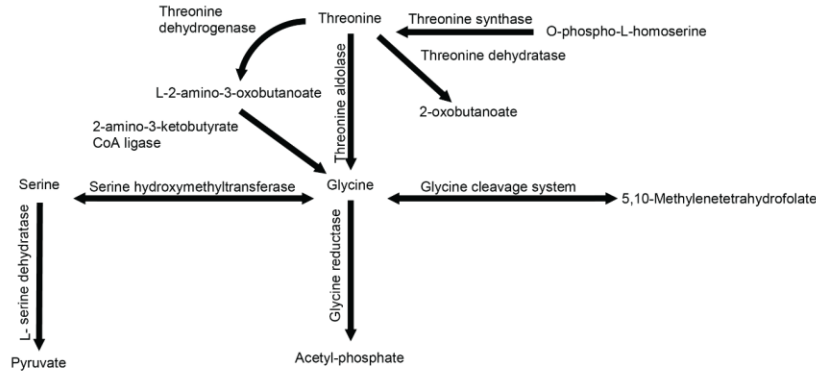 Threonine
dehydrogenase
Threonine
Threonine synthase
O-phospho-L-homoserine
Threonine dehydratase
L-2-amino-3-oxobutanoate
Threonine aldolase
2-oxobutanoate
2-amino-3-ketobutyrate
CoA ligase
Serine
Serine hydroxymethyltransferase
Glycine
Glycine cleavage system
5,10-Methylenetetrahydrofolate
L- serine dehydratase
Glycine reductase
Pyruvate
Acetyl-phosphate